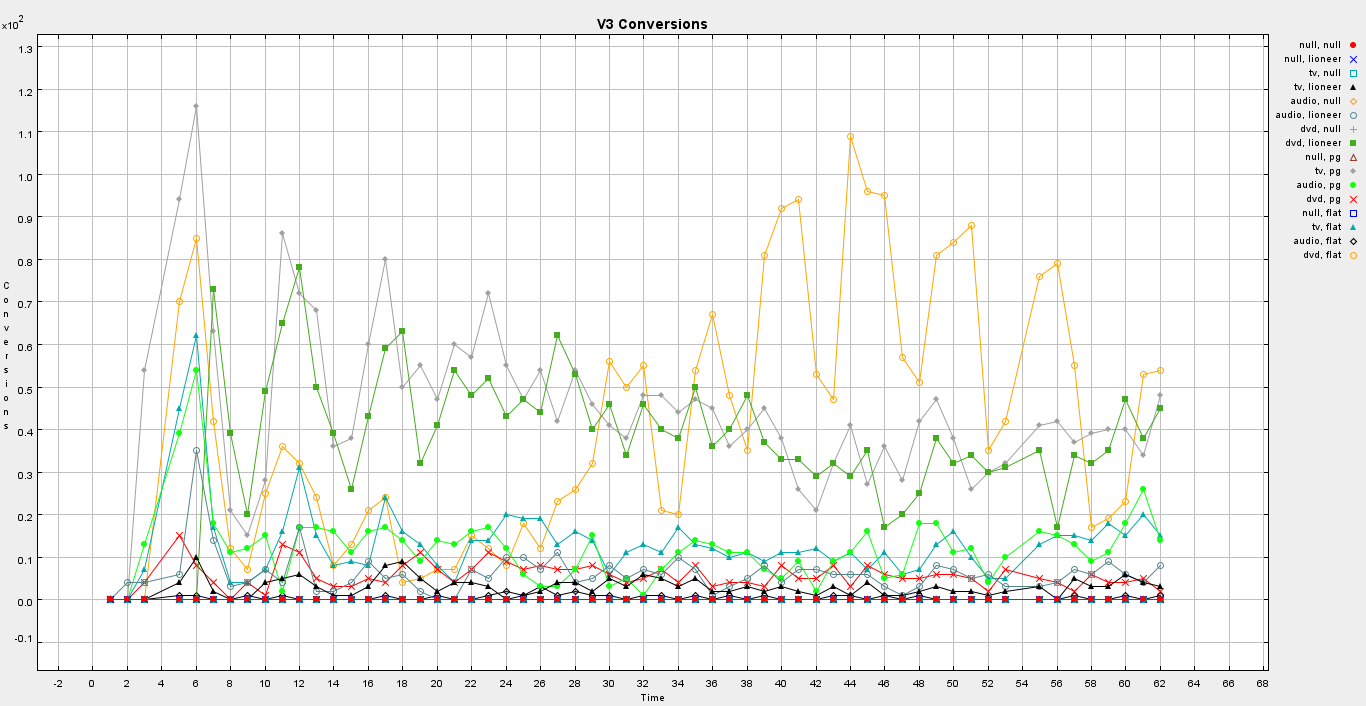 V3 Conversions
x10²
1.3
1.2
1.1
1.0
0.9
0.8
0.7
0.6
0.5
0.4
0.3
0.2
0.1
0.0
-0.1
Conversions
-2 0 2 4 6 8 10 12 14 16 18 20 22 24 26 28 30 32 34 36 38 40 42 44 46 48 50 52 54 56 58 60 62 64 66 68
Time
null, null
null, lioneer
tv, null
tv, lioneer
audio, null
audio, lioneer
dvd, null
dvd, lioneer
null, pg
tv, pg
audio, pg
dvd, pg
null, flat
tv, flat
audio, flat
dvd, flat